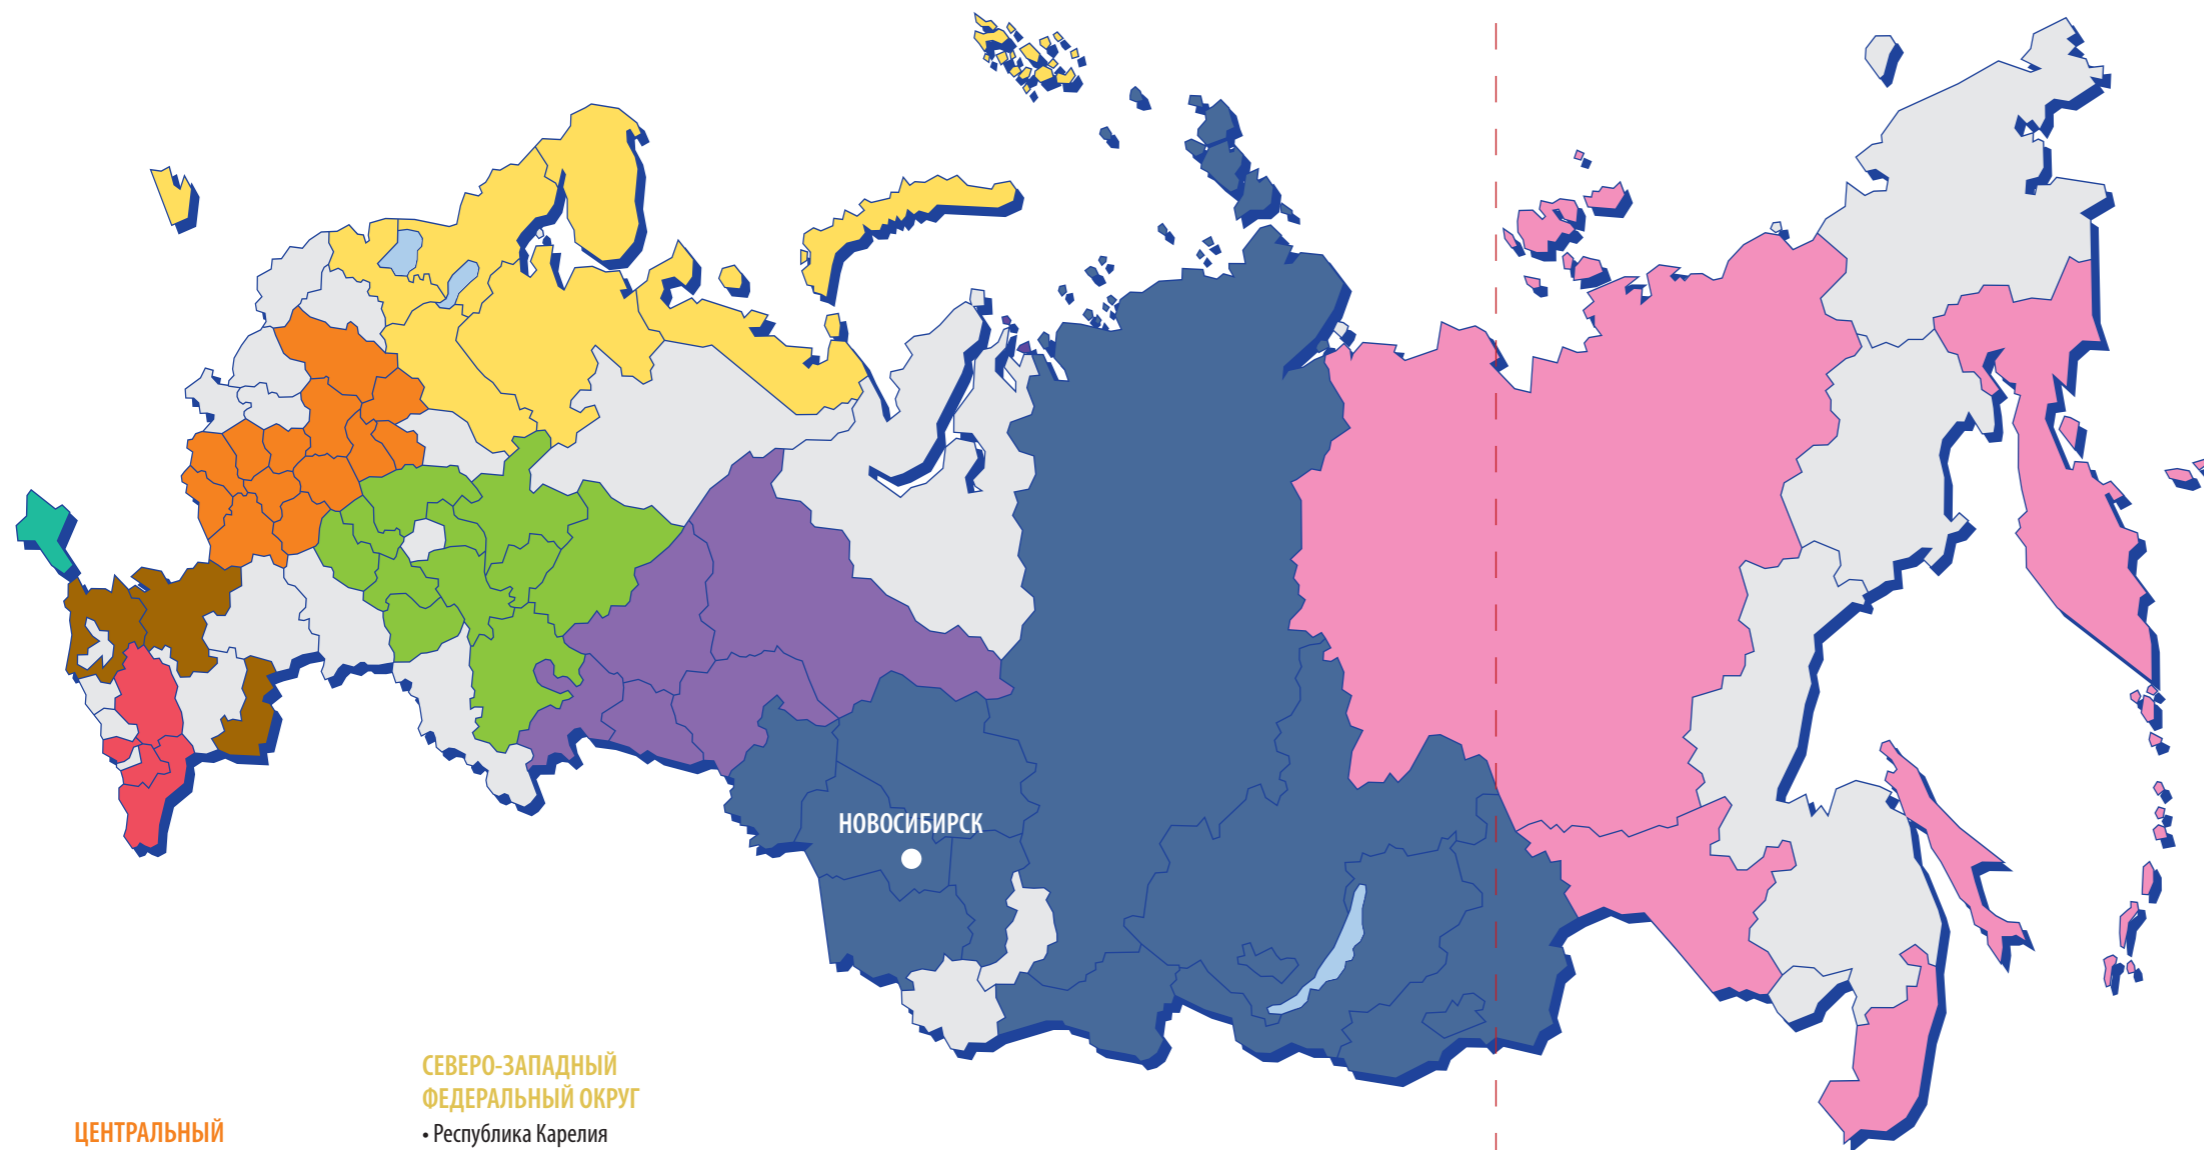 НОВОСИБИРСК
СЕВЕРО-ЗАПАДНЫЙ
ФЕДЕРАЛЬНЫЙ ОКРУГ
• Республика Карелия
ЦЕНТРАЛЬНЫЙ